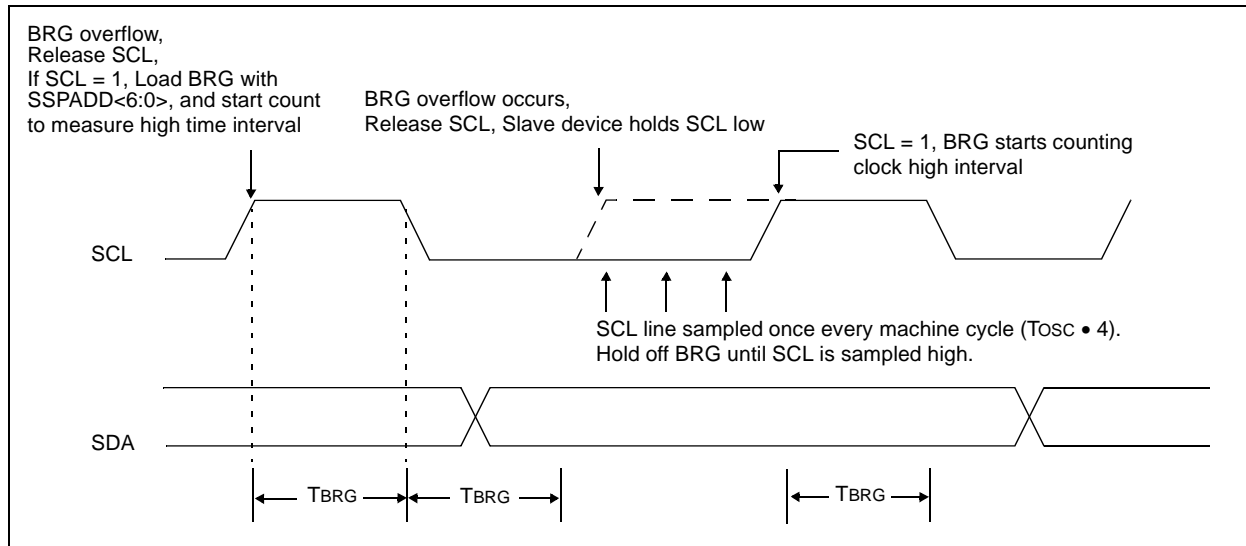 BRG overflow,
Release SCL,
If SCL = 1, Load BRG with
SSPADD<6:0>, and start count
to measure high time interval
BRG overflow occurs,
Release SCL, Slave device holds SCL low
SCL = 1, BRG starts counting
clock high interval
SCL
SCL line sampled once every machine cycle (TOSC • 4).
Hold off BRG until SCL is sampled high.
SDA
TBRG
TBRG
TBRG